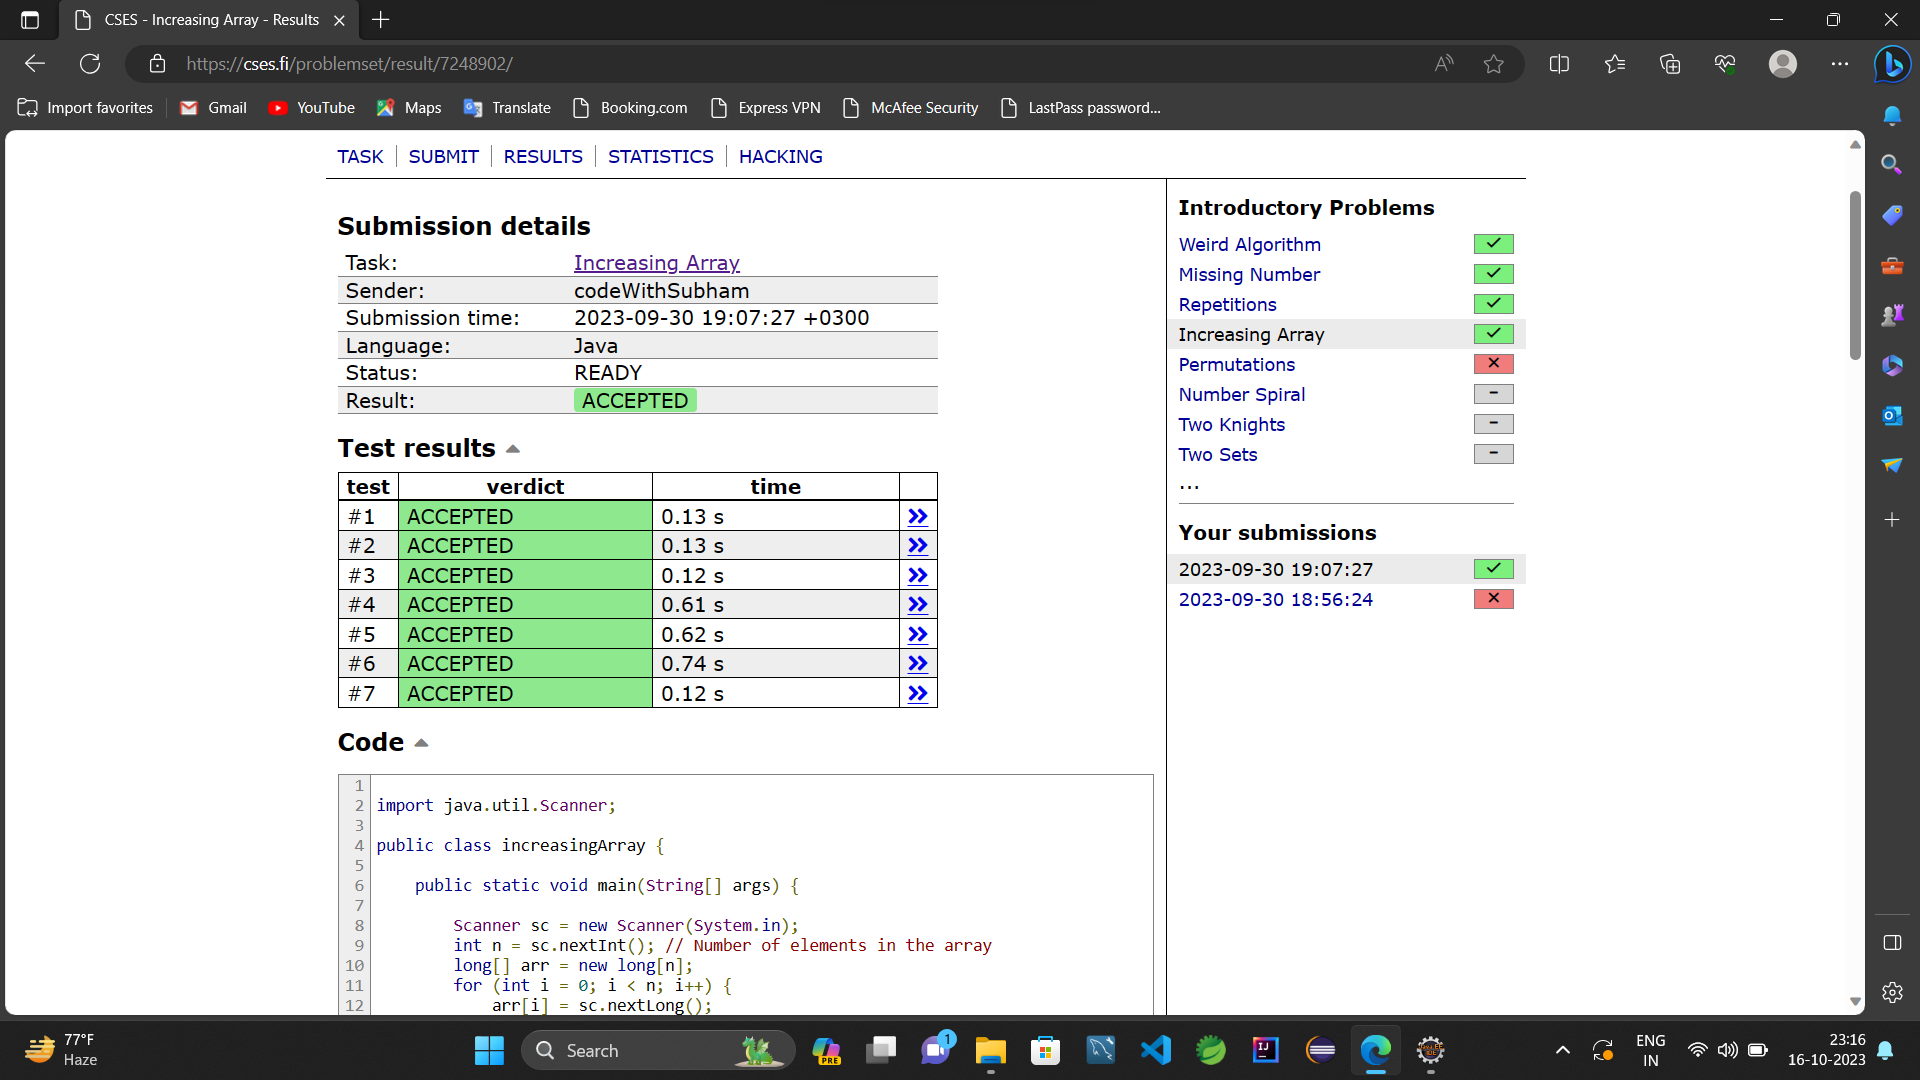 CSES - Increasing Array - Results
https://cses.fi/problemset/result/7248902/
Import favorites
Gmail
YouTube
Maps
Translate
Booking.com
Express VPN
McAfee Security
LastPass password...
TASK | SUBMIT | RESULTS | STATISTICS | HACKING
Submission details
Task: Increasing Array
Sender: codeWithSubham
Submission time: 2023-09-30 19:07:27 +0300
Language: Java
Status: READY
Result: ACCEPTED
Test results
test verdict time
#1 ACCEPTED 0.13 s »
#2 ACCEPTED 0.13 s »
#3 ACCEPTED 0.12 s »
#4 ACCEPTED 0.61 s »
#5 ACCEPTED 0.62 s »
#6 ACCEPTED 0.74 s »
#7 ACCEPTED 0.12 s »
Code
1
2 import java.util.Scanner;
3
4 public class increasingArray {
5
6 public static void main(String[] args) {
7
8 Scanner sc = new Scanner(System.in);
9 int n = sc.nextInt(); // Number of elements in the array
10 long[] arr = new long[n];
11 for (int i = 0; i < n; i++) {
12 arr[i] = sc.nextLong();
Introductory Problems
Weird Algorithm
Missing Number
Repetitions
Increasing Array
Permutations
Number Spiral
Two Knights
Two Sets
...
Your submissions
2023-09-30 19:07:27
2023-09-30 18:56:24
77°F
Haze
Search
PRE
1
IJ
ENG
IN
23:16
16-10-2023